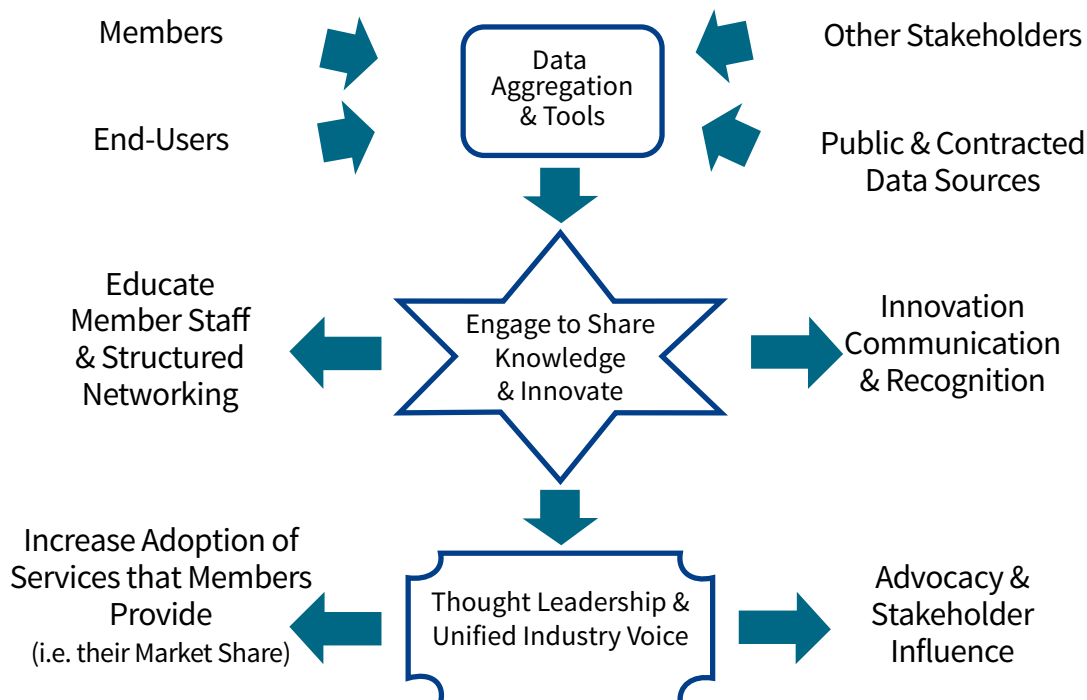 Members
Data
Aggregation
& Tools
Other Stakeholders
End-Users
Public & Contracted
Data Sources
Educate
Member Staff
& Structured
Networking
Engage to Share
Knowledge
& Innovate
Innovation
Communication
& Recognition
Increase Adoption of
Services that Members
Provide
(i.e. their Market Share)
Thought Leadership &
Unified Industry Voice
Advocacy &
Stakeholder
Influence